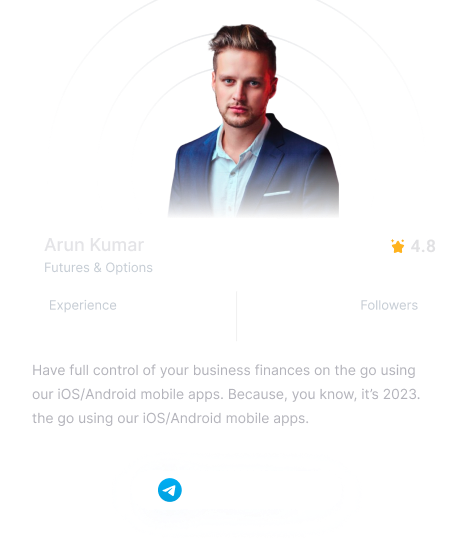 Arun Kumar
4.8
Futures & Options
Experience
Followers
Have full control of your business finances on the go using
our iOS/Android mobile apps. Because, you know, it’s 2023.
the go using our iOS/Android mobile apps.